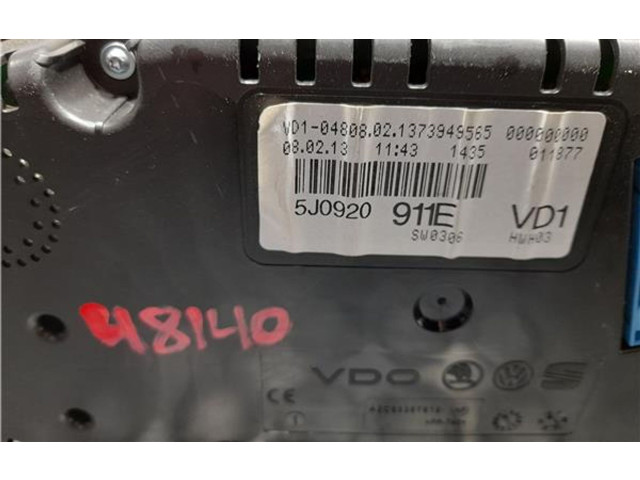 VD1-04808.02.1373949565 000000000
08.02.13 11:43 1435 011877
5J0920 911E VD1
SW0306 HWH03
48140
VDO
CE